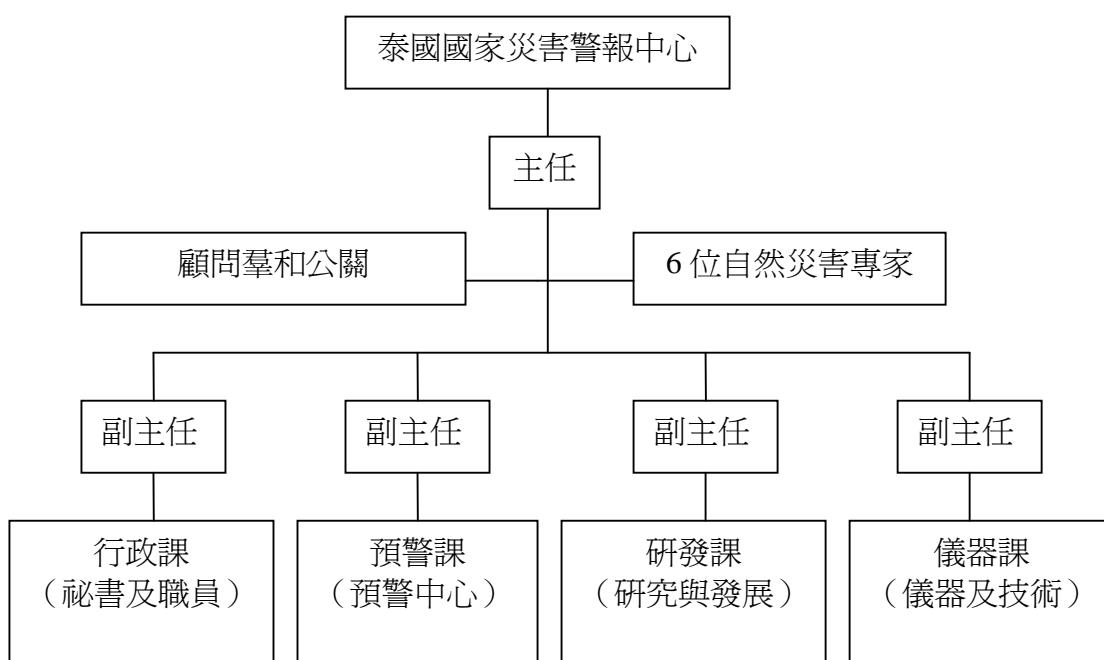 泰國國家災害警報中心
主任
顧問羣和公關
6 位自然災害專家
副主任
副主任
副主任
副主任
行政課
（祕書及職員）
預警課
（預警中心）
研發課
（研究與發展）
儀器課
（儀器及技術）